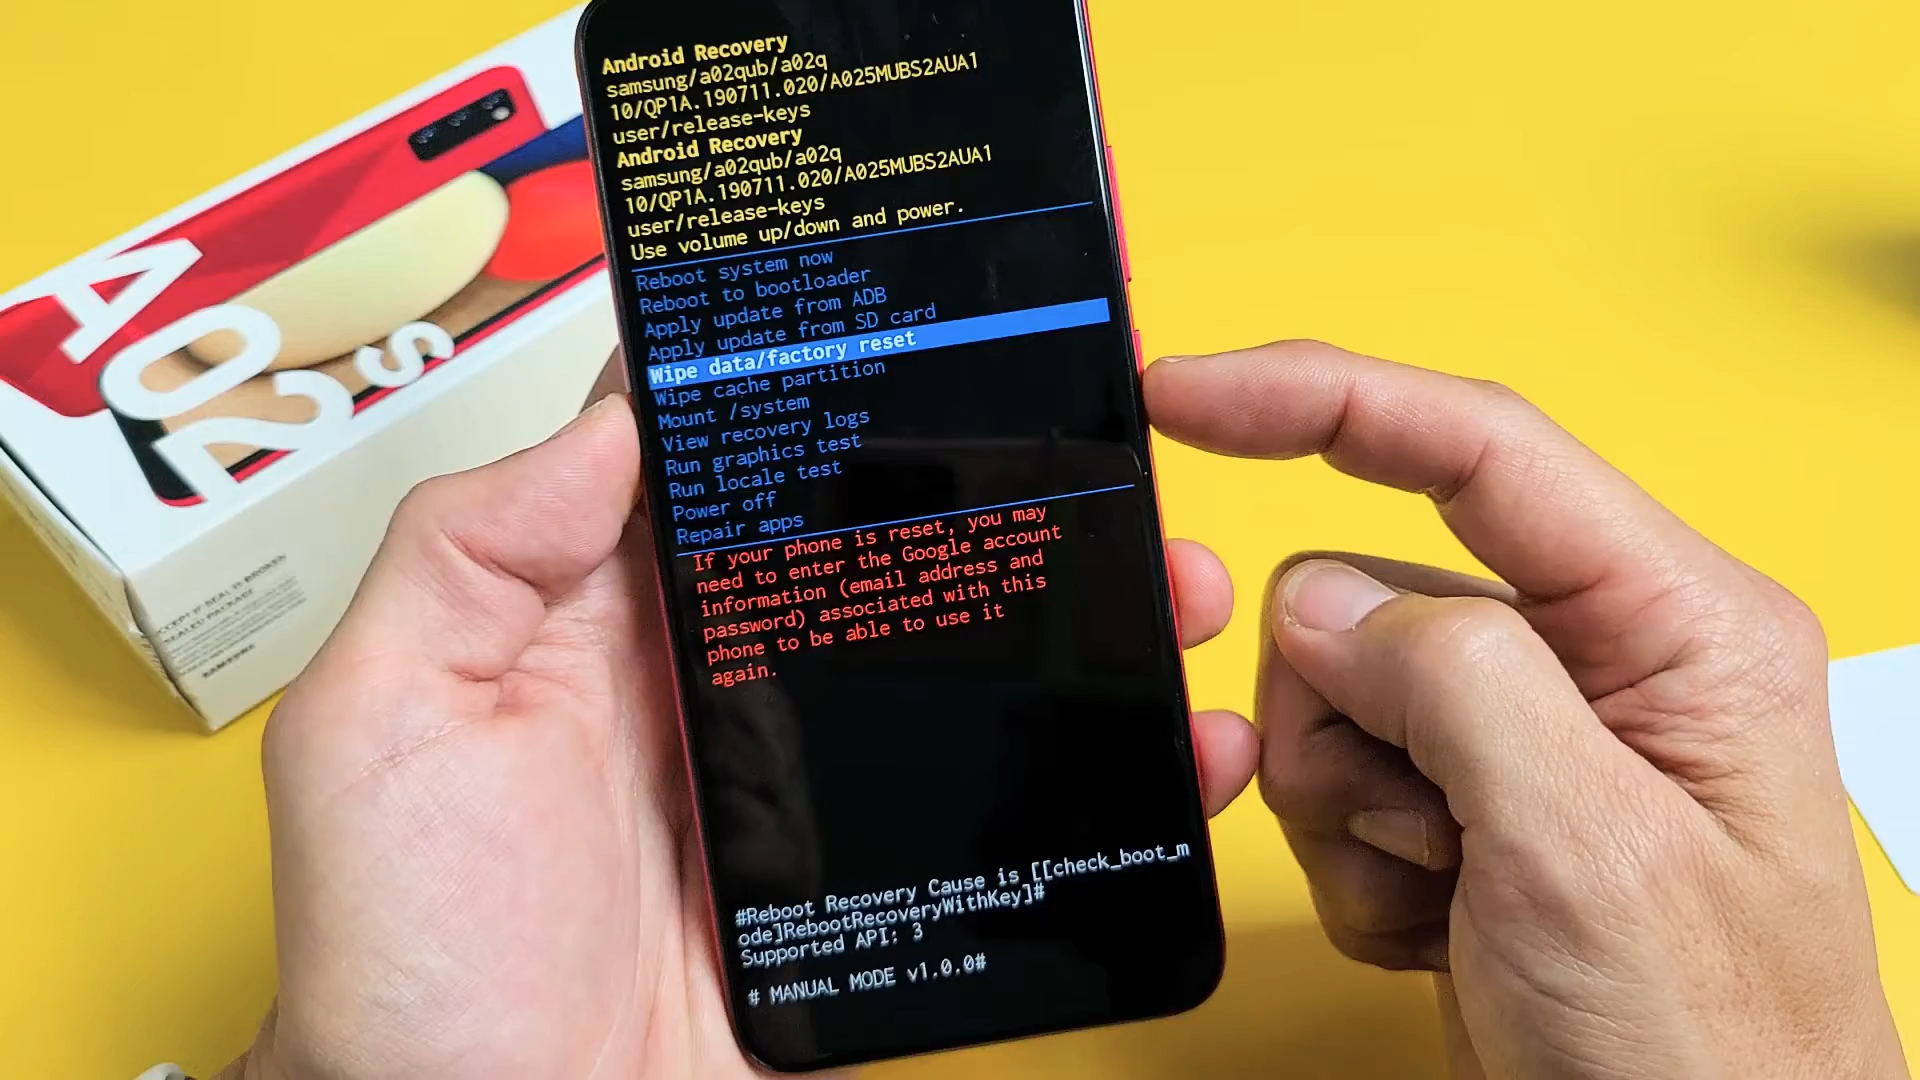 Android Recovery
samsung/a02qub/a02q
10/QP1A.190711.020/A025MUBS2AUA1
user/release-keys
Android Recovery
samsung/a02qub/a02q
10/QP1A.190711.020/A025MUBS2AUA1
user/release-keys
Use volume up/down and power.
Reboot system now
Reboot to bootloader
Apply update from ADB
Apply update from SD card
Wipe data/factory reset
Wipe cache partition
Mount /system
View recovery logs
Run graphics test
Run locale test
Power off
Repair apps
If your phone is reset, you may
need to enter the Google account
information (email address and
password) associated with this
phone to be able to use it
again.
#Reboot Recovery Cause is [[check_boot_m
ode]RebootRecoveryWithKey]#
Supported API: 3
# MANUAL MODE v1.0.0#
A02s
SEAL IS BROKEN
SEALED PACKAGE
SAMSUNG